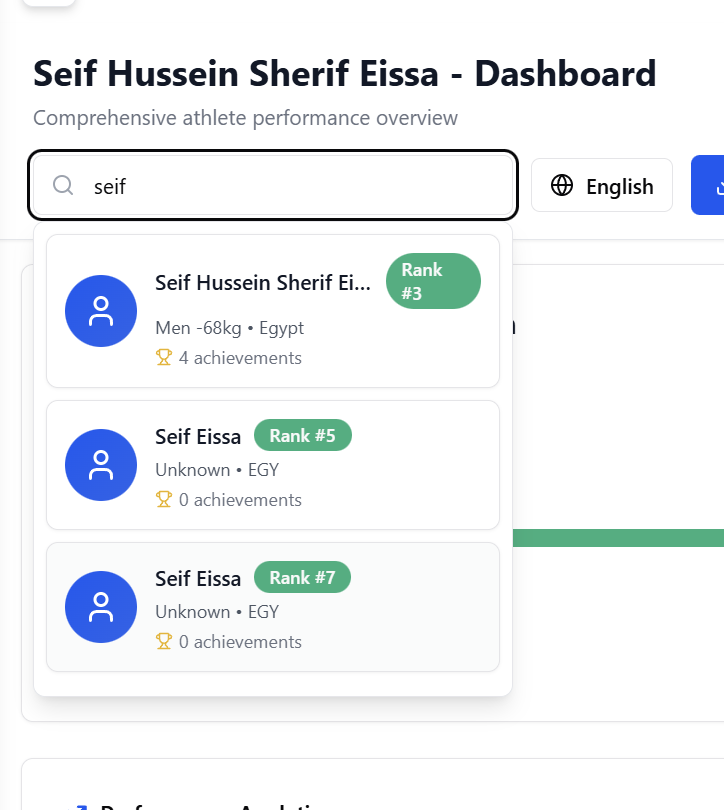 Seif Hussein Sherif Eissa - Dashboard
Comprehensive athlete performance overview
seif
English
Seif Hussein Sherif Ei...
Rank
#3
Men -68kg • Egypt
4 achievements
Seif Eissa
Rank #5
Unknown • EGY
0 achievements
Seif Eissa
Rank #7
Unknown • EGY
0 achievements